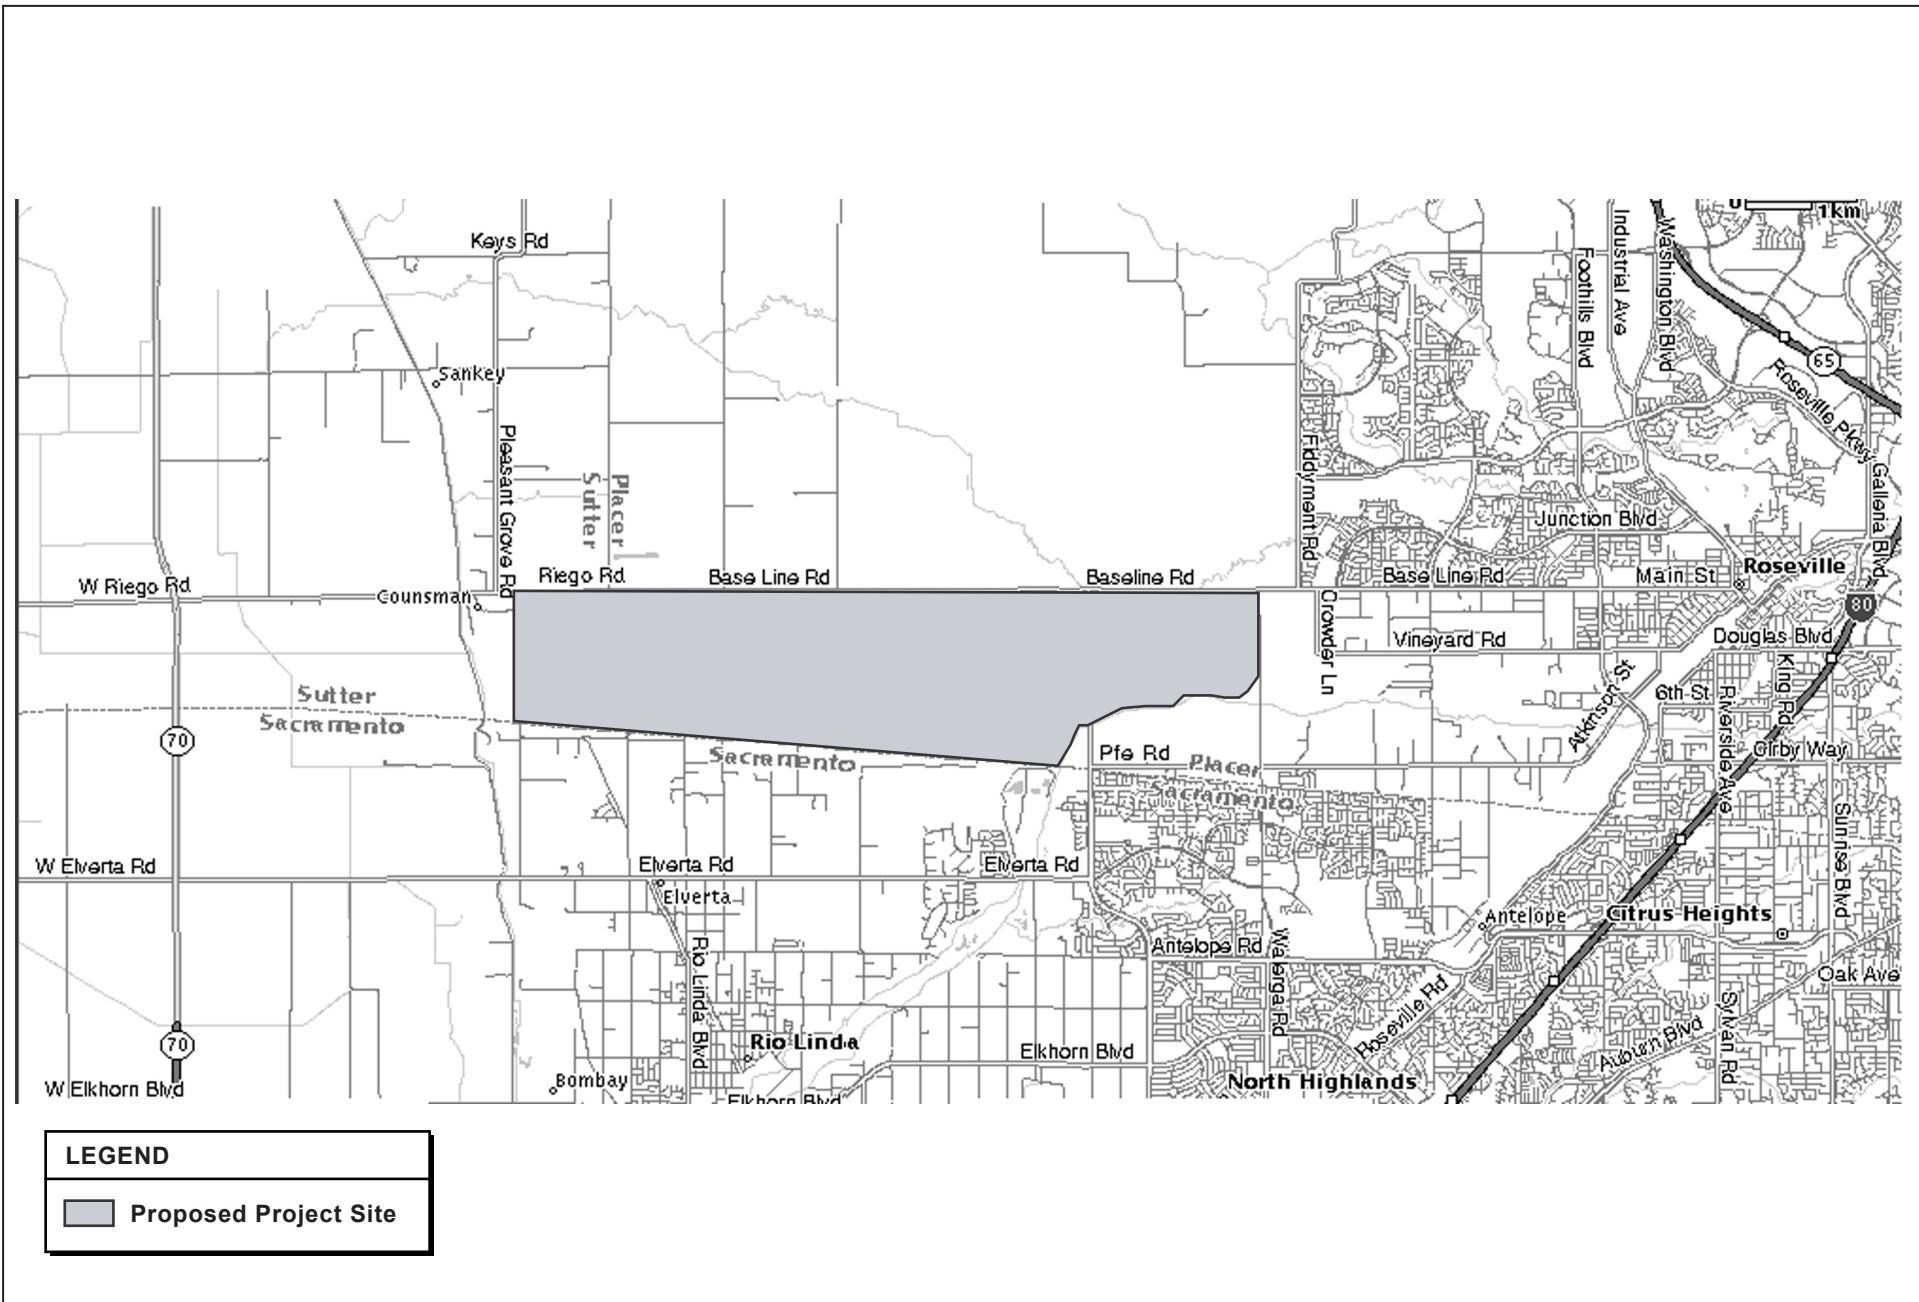 0 1km
Keys Rd
Industrial Ave
Washington Blvd
Foothills Blvd
65
Sankey
Roseville Pkwy
Pleasant Grove Rd
Placer
Sutter
Fiddyment Rd
Galleria Blvd
Junction Blvd
W Riego Rd
Counsman
Riego Rd
Base Line Rd
Baseline Rd
Base Line Rd
Main St
Roseville
80
Crowder Ln
Vineyard Rd
Douglas Blvd
King Rd
Sutter
Sacramento
6th St
Riverside Ave
Atkinson St
70
Sacramento
Pfe Rd
Placer
Sacramento
Cirby Way
Sunrise Blvd
W Elverta Rd
Elverta Rd
Elverta Rd
Elverta
Antelope
Citrus Heights
Rio Linda Blvd
Antelope Rd
Walerga Rd
Oak Ave
Roseville Rd
Sylvan Rd
Auburn Blvd
70
Rio Linda
Elkhorn Blvd
W Elkhorn Blvd
Bombay
North Highlands
Elkhorn Blvd
LEGEND
Proposed Project Site